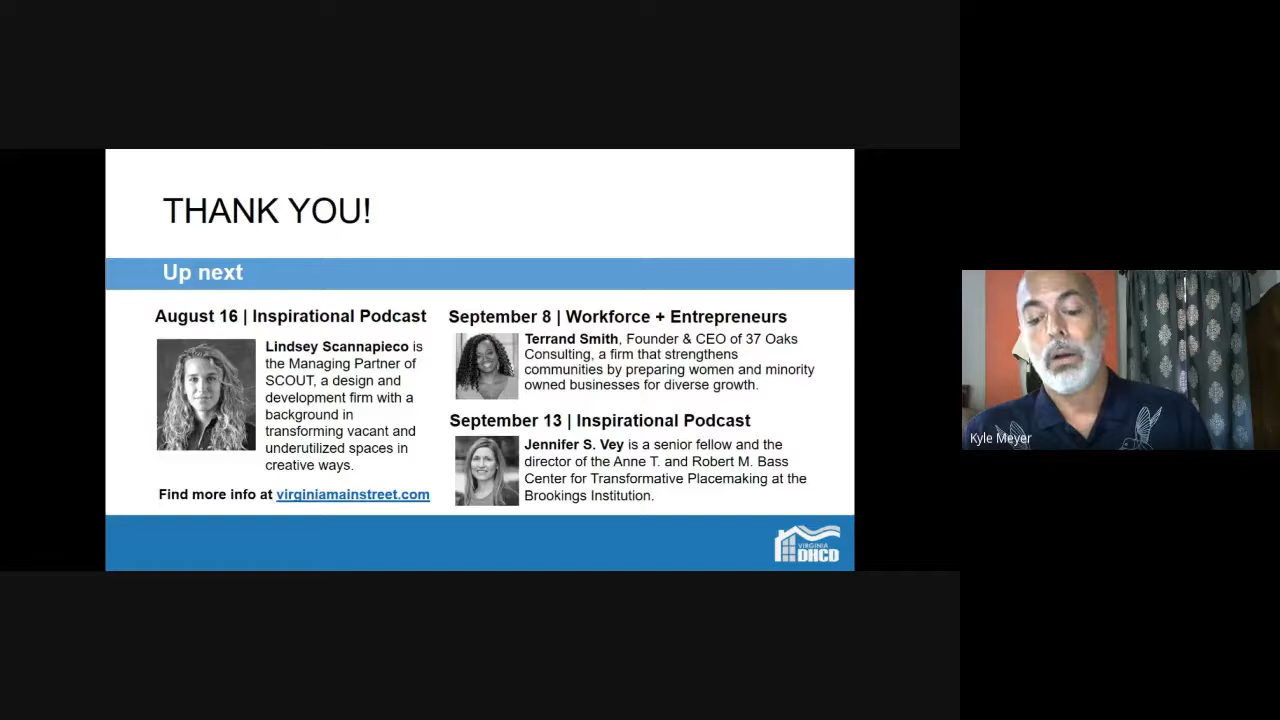 THANK YOU!
Up next
August 16 | Inspirational Podcast
Lindsey Scannapieco is
the Managing Partner of
SCOUT, a design and
development firm with a
background in
transforming vacant and
underutilized spaces in
creative ways.
Find more info at virginiamainstreet.com
September 8 | Workforce + Entrepreneurs
Terrand Smith, Founder & CEO of 37 Oaks
Consulting, a firm that strengthens
communities by preparing women and minority
owned businesses for diverse growth.
September 13 | Inspirational Podcast
Jennifer S. Vey is a senior fellow and the
director of the Anne T. and Robert M. Bass
Center for Transformative Placemaking at the
Brookings Institution.
VIRGINIA
DHCD
Kyle Meyer